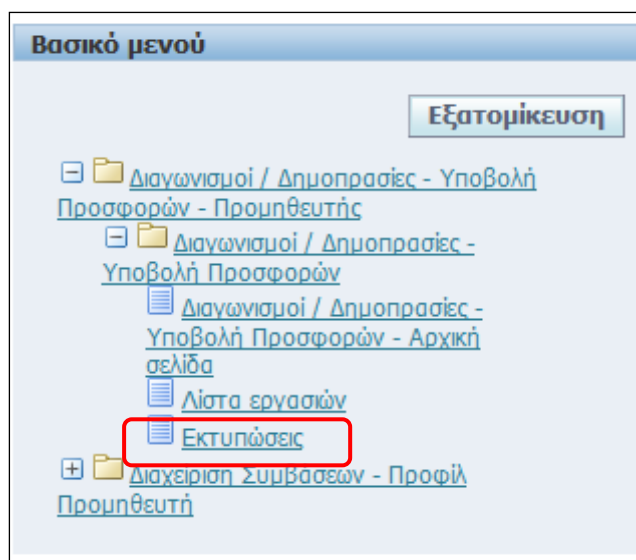 Βασικό μενού
Εξατομίκευση
Διαγωνισμοί / Δημοπρασίες - Υποβολή
Προσφορών - Προμηθευτής
Διαγωνισμοί / Δημοπρασίες -
Υποβολή Προσφορών
Διαγωνισμοί / Δημοπρασίες -
Υποβολή Προσφορών - Αρχική
σελίδα
Λίστα εργασιών
Εκτυπώσεις
Διαχείριση Συμβάσεων - Προφίλ
Προμηθευτή